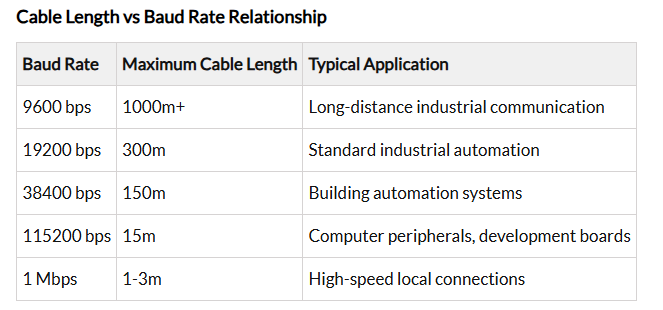 Cable Length vs Baud Rate Relationship
Baud Rate Maximum Cable Length Typical Application
9600 bps 1000m+ Long-distance industrial communication
19200 bps 300m Standard industrial automation
38400 bps 150m Building automation systems
115200 bps 15m Computer peripherals, development boards
1 Mbps 1-3m High-speed local connections